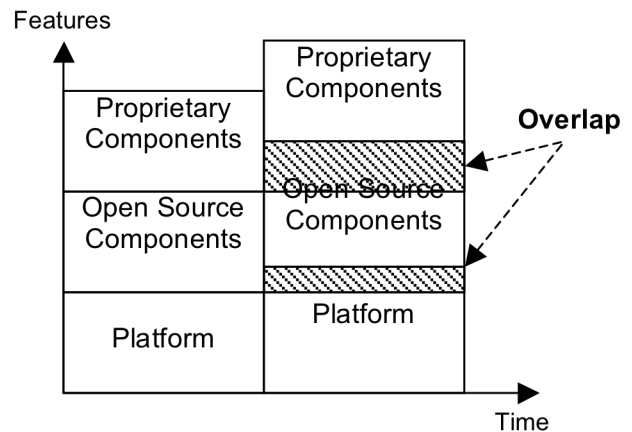 Features
Proprietary
Components
Proprietary
Components
Overlap
Open Source
Components
Open Source
Components
Platform
Platform
Time